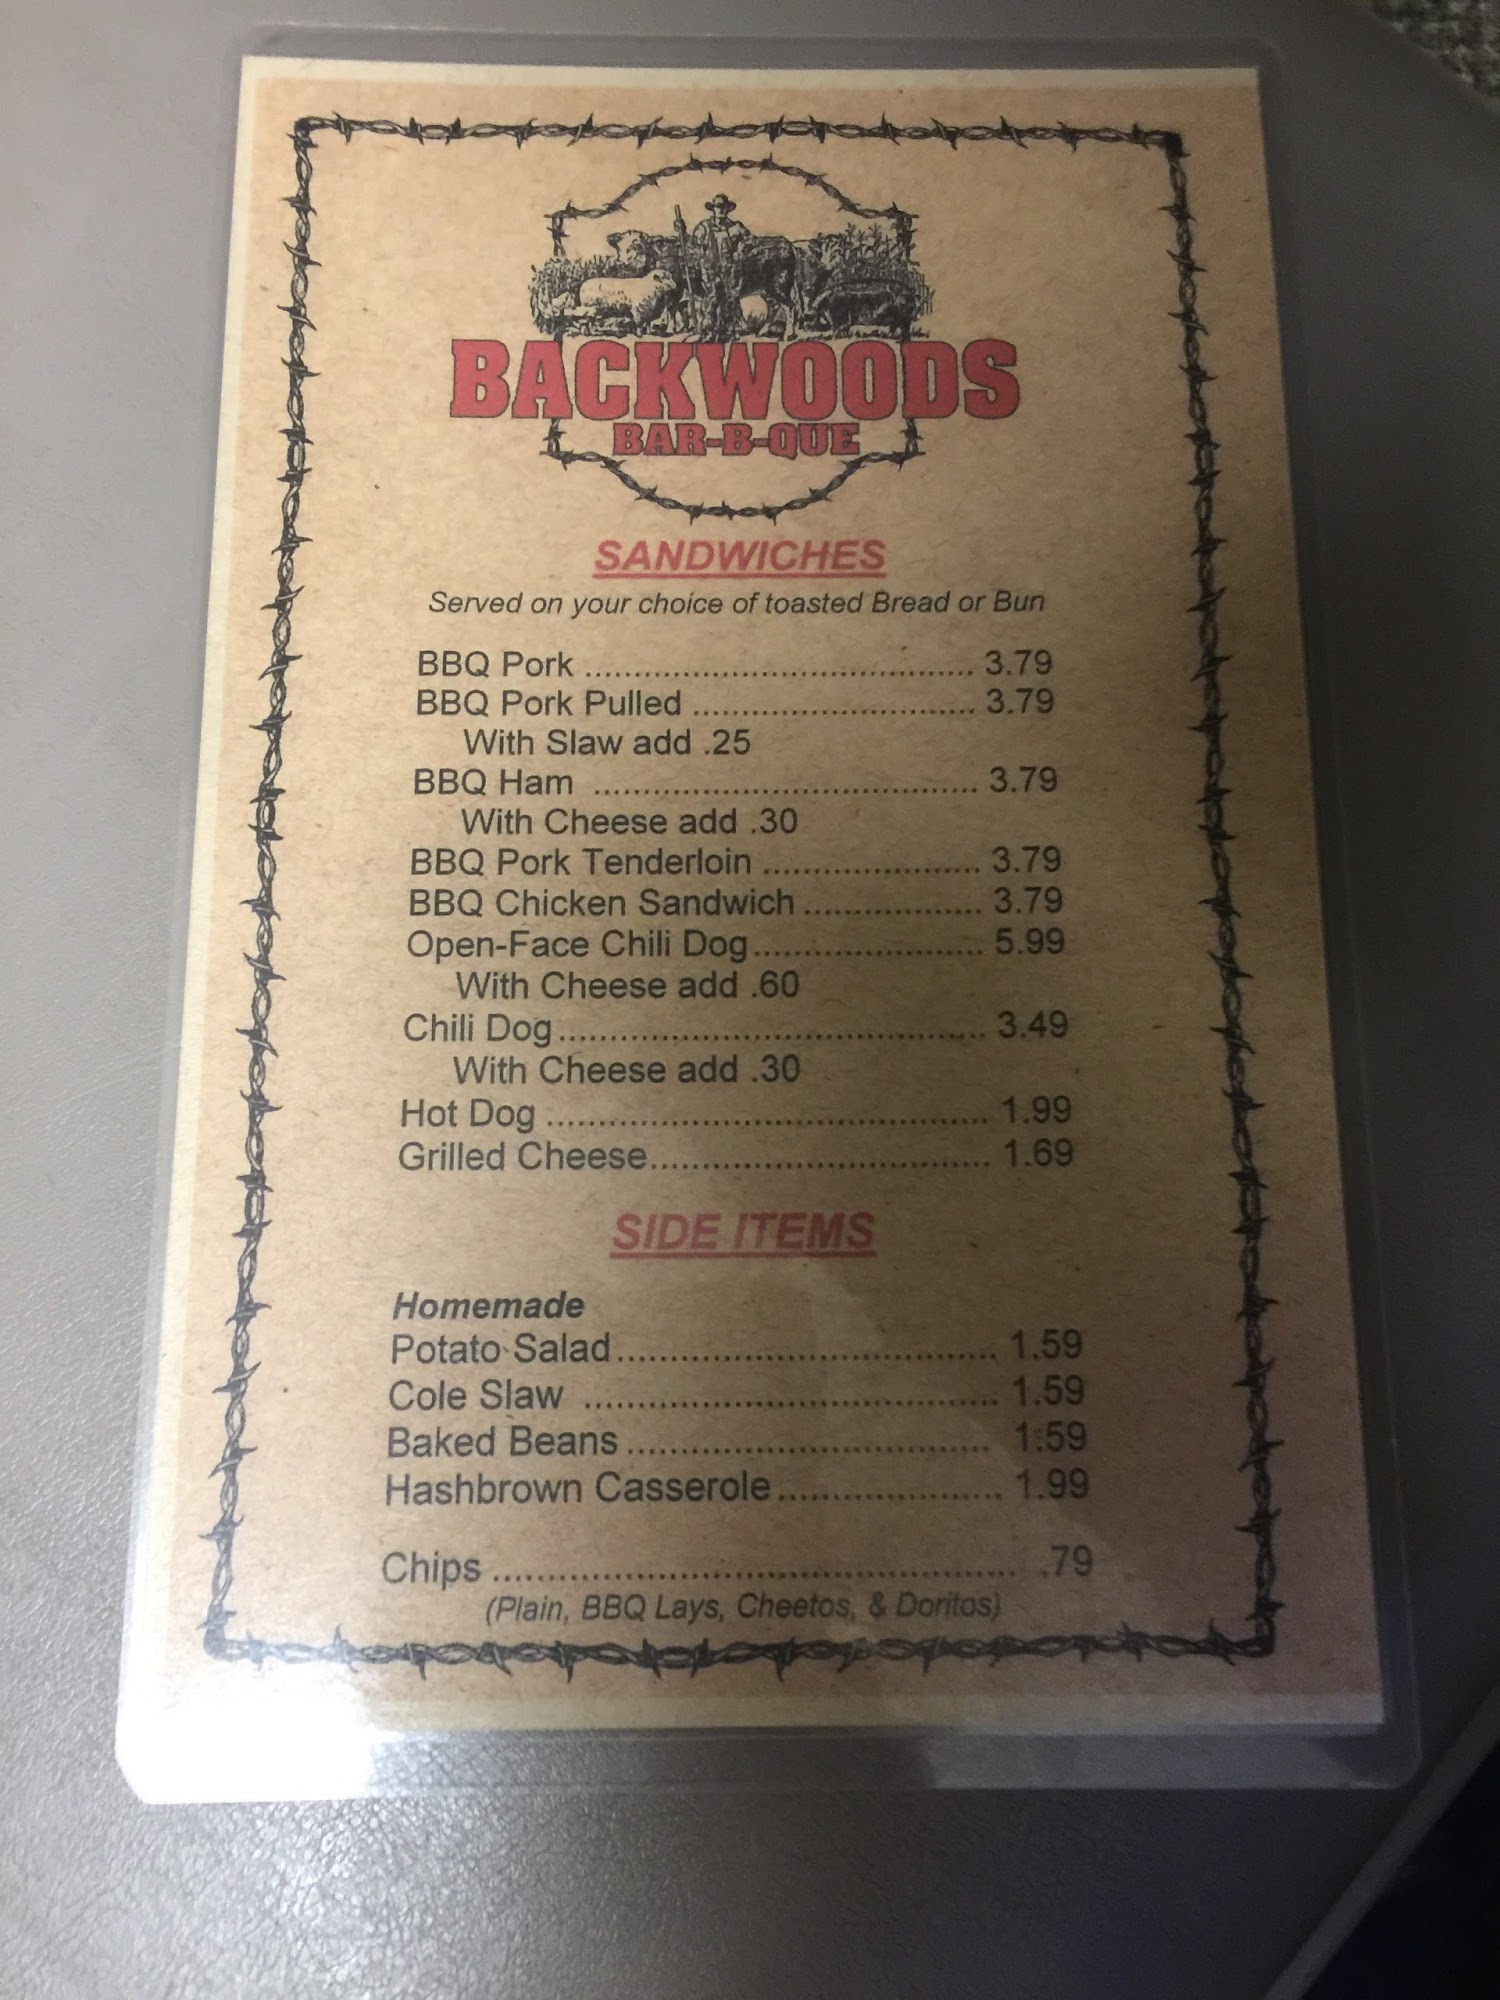 BACKWOODS
BAR-B-QUE
SANDWICHES
Served on your choice of toasted Bread or Bun
BBQ Pork ........................................ 3.79
BBQ Pork Pulled ............................. 3.79
With Slaw add .25
BBQ Ham ....................................... 3.79
With Cheese add .30
BBQ Pork Tenderloin ...................... 3.79
BBQ Chicken Sandwich .................. 3.79
Open-Face Chili Dog....................... 5.99
With Cheese add .60
Chili Dog.......................................... 3.49
With Cheese add .30
Hot Dog ........................................... 1.99
Grilled Cheese................................. 1.69
SIDE ITEMS
Homemade
Potato Salad..................................... 1.59
Cole Slaw ........................................ 1.59
Baked Beans ................................... 1.59
Hashbrown Casserole...................... 1.99
Chips ................................................... .79
(Plain, BBQ Lays, Cheetos, & Doritos)